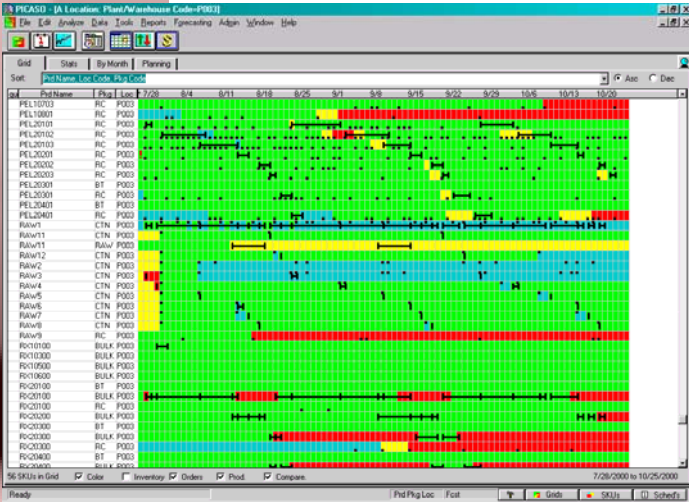 PICASO - [A Location: Plant/Warehouse Code=P003]
File Edit Analyze Data Tools Reports Forecasting Admin Window Help
Grid Stats By Month Planning
Sort: Prd Name, Loc Code, Pkg Code Asc Dec
Prd Name Pkg Loc 7/28 8/4 8/11 8/18 8/25 9/1 9/8 9/15 9/22 9/29 10/6 10/13 10/20
PEL10703 RC P003
PEL10801 RC P003
PEL20101 RC P003
PEL20102 RC P003
PEL20103 RC P003
PEL20201 RC P003
PEL20202 RC P003
PEL20203 RC P003
PEL20301 BT P003
PEL20301 RC P003
PEL20401 BT P003
PEL20401 RC P003
RAW1 CTN P003
RAW11 CTN P003
RAW11 RAW P003
RAW12 CTN P003
RAW2 CTN P003
RAW3 CTN P003
RAW4 CTN P003
RAW5 CTN P003
RAW6 CTN P003
RAW7 CTN P003
RAW8 CTN P003
RAW9 RC P003
RX10100 BULK P003
RX10300 BULK P003
RX10500 BULK P003
RX10600 BULK P003
RX20100 BT P003
RX20100 BULK P003
RX20100 RC P003
RX20200 BULK P003
RX20300 BT P003
RX20300 BULK P003
RX20300 RC P003
RX20400 BT P003
RX20400 BULK P003
56 SKUs in Grid Color Inventory Orders Prod. Compare. 7/28/2000 to 10/25/2000
Ready Prd Pkg Loc Fcst Grids SKUs Sched's